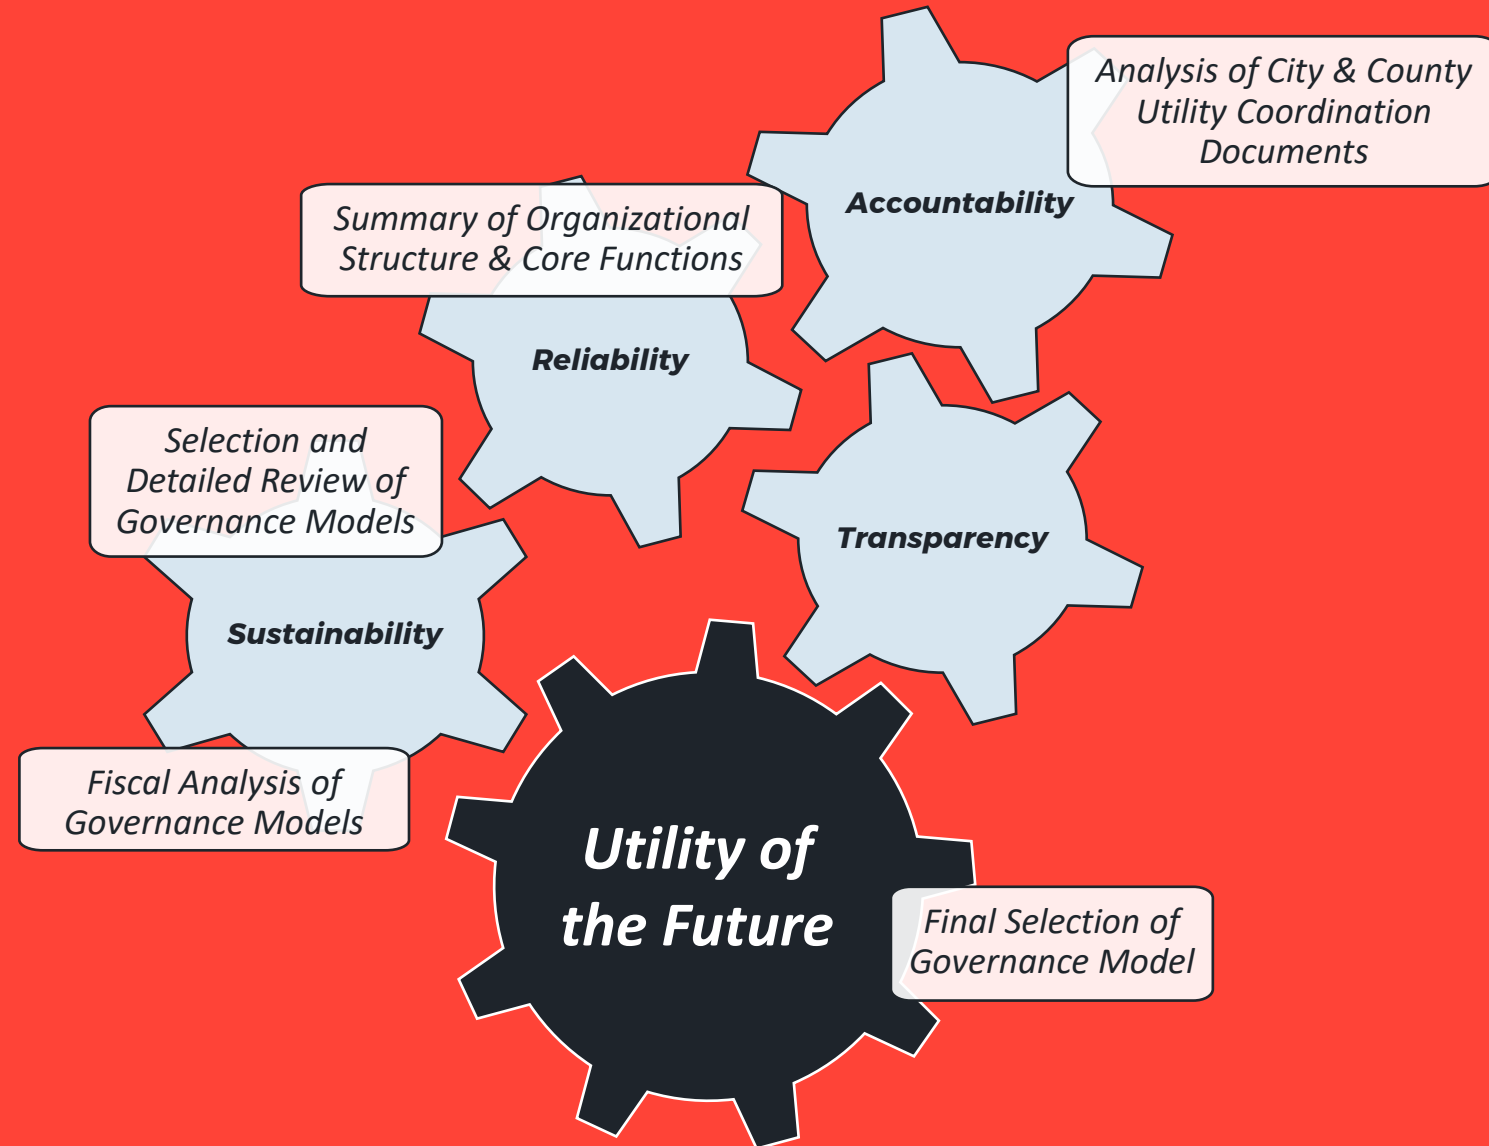 Analysis of City & County
Utility Coordination
Documents
Accountability
Summary of Organizational
Structure & Core Functions
Reliability
Selection and
Detailed Review of
Governance Models
Transparency
Sustainability
Fiscal Analysis of
Governance Models
Utility of
the Future
Final Selection of
Governance Model